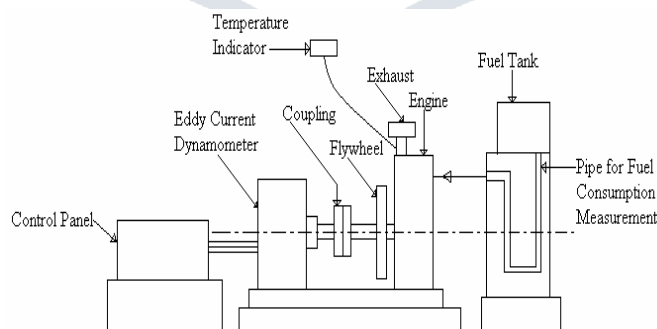 Temperature
Indicator
Exhaust
Fuel Tank
Engine
Coupling
Eddy Current
Dynamometer
Flywheel
Pipe for Fuel
Consumption
Measurement
Control Panel